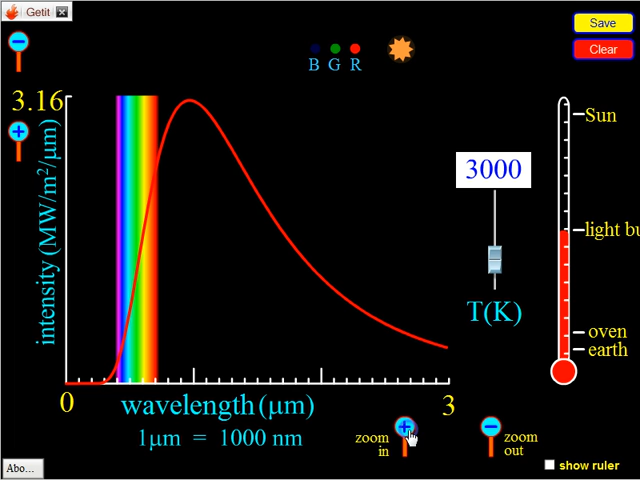 Getit
Save
Clear
B G R
3.16
intensity (MW/m²/μm)
3000
T(K)
Sun
light bu
oven
earth
0
3
wavelength (μm)
1μm = 1000 nm
zoom
in
zoom
out
show ruler
Abo...